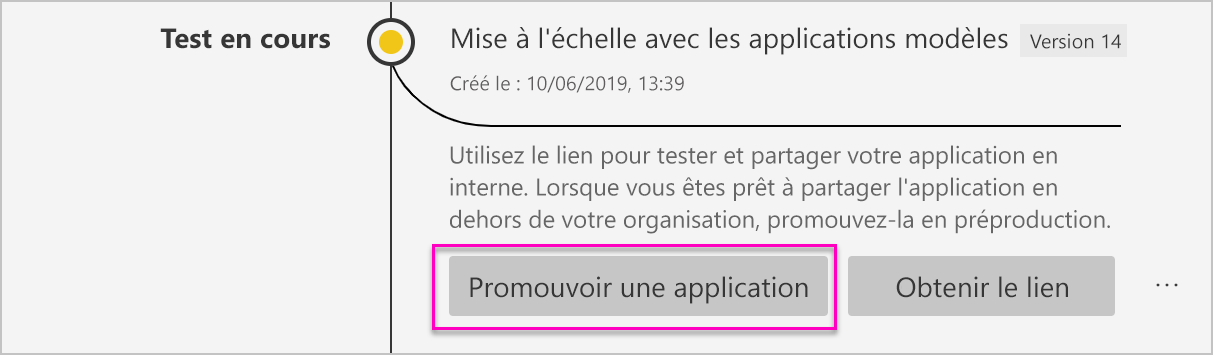 Test en cours
Mise à l'échelle avec les applications modèles
Version 14
Créé le : 10/06/2019, 13:39
Utilisez le lien pour tester et partager votre application en
interne. Lorsque vous êtes prêt à partager l'application en
dehors de votre organisation, promouvez-la en préproduction.
Promouvoir une application
Obtenir le lien
...